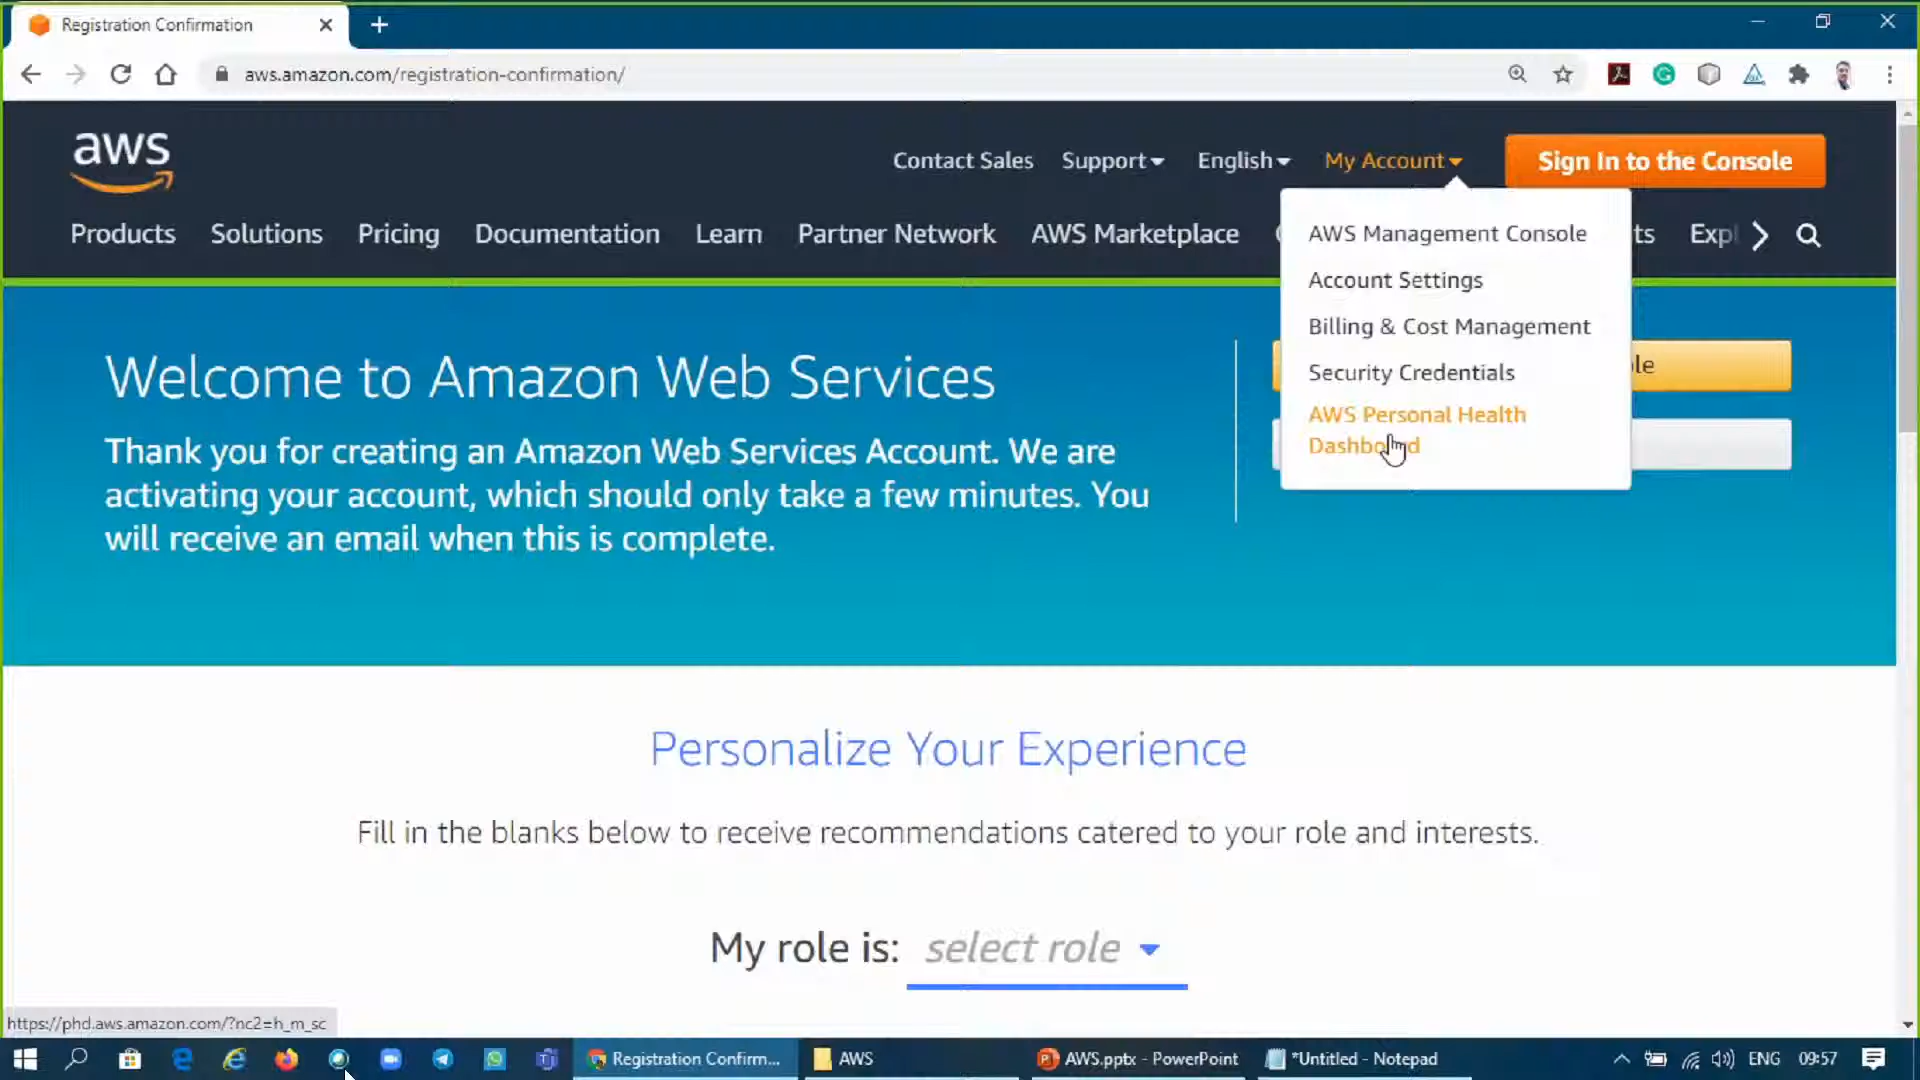 Registration Confirmation
aws.amazon.com/registration-confirmation/
aws
Contact Sales
Support
English
My Account
Sign In to the Console
Products
Solutions
Pricing
Documentation
Learn
Partner Network
AWS Marketplace
ts
Expl
AWS Management Console
Account Settings
Billing & Cost Management
Security Credentials
AWS Personal Health
Dashboard
le
Welcome to Amazon Web Services
Thank you for creating an Amazon Web Services Account. We are
activating your account, which should only take a few minutes. You
will receive an email when this is complete.
Personalize Your Experience
Fill in the blanks below to receive recommendations catered to your role and interests.
My role is: select role
https://phd.aws.amazon.com/?nc2=h_m_sc
Registration Confirm...
AWS
AWS.pptx - PowerPoint
*Untitled - Notepad
ENG
09:57